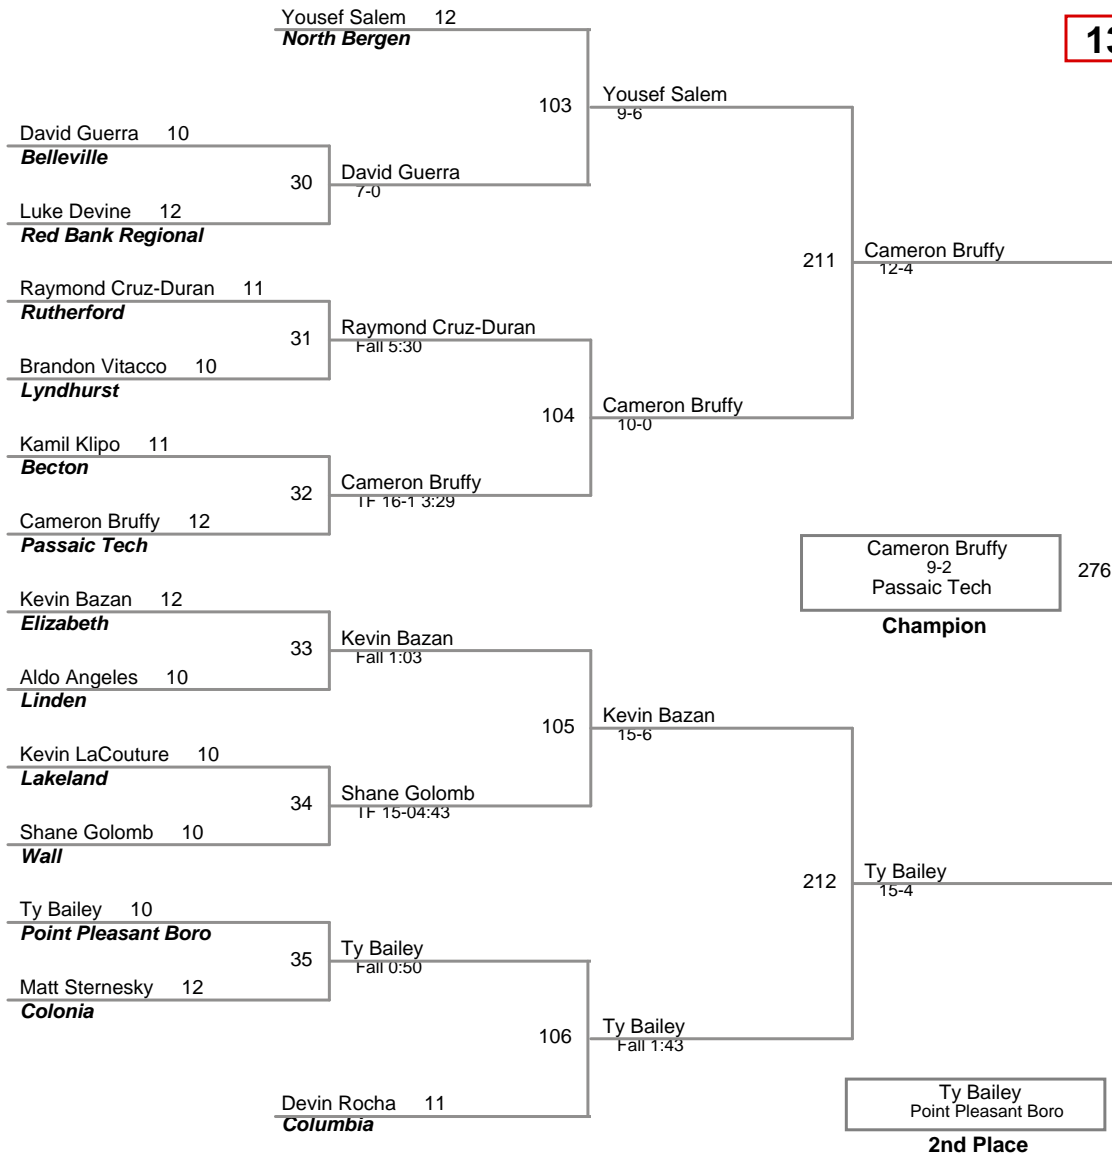 Yousef Salem 12
North Bergen
13
103
Yousef Salem
9-6
David Guerra 10
Belleville
30
David Guerra
7-0
Luke Devine 12
Red Bank Regional
211
Cameron Bruffy
12-4
Raymond Cruz-Duran 11
Rutherford
31
Raymond Cruz-Duran
Fall 5:30
Brandon Vitacco 10
Lyndhurst
104
Cameron Bruffy
10-0
Kamil Klipo 11
Becton
32
Cameron Bruffy
TF 16-1 3:29
Cameron Bruffy 12
Passaic Tech
Cameron Bruffy
9-2
Passaic Tech
276
Champion
Kevin Bazan 12
Elizabeth
33
Kevin Bazan
Fall 1:03
Aldo Angeles 10
Linden
105
Kevin Bazan
15-6
Kevin LaCouture 10
Lakeland
34
Shane Golomb
TF 15-04:43
Shane Golomb 10
Wall
212
Ty Bailey
15-4
Ty Bailey 10
Point Pleasant Boro
35
Ty Bailey
Fall 0:50
Matt Sternesky 12
Colonia
106
Ty Bailey
Fall 1:43
Devin Rocha 11
Columbia
Ty Bailey
Point Pleasant Boro
2nd Place